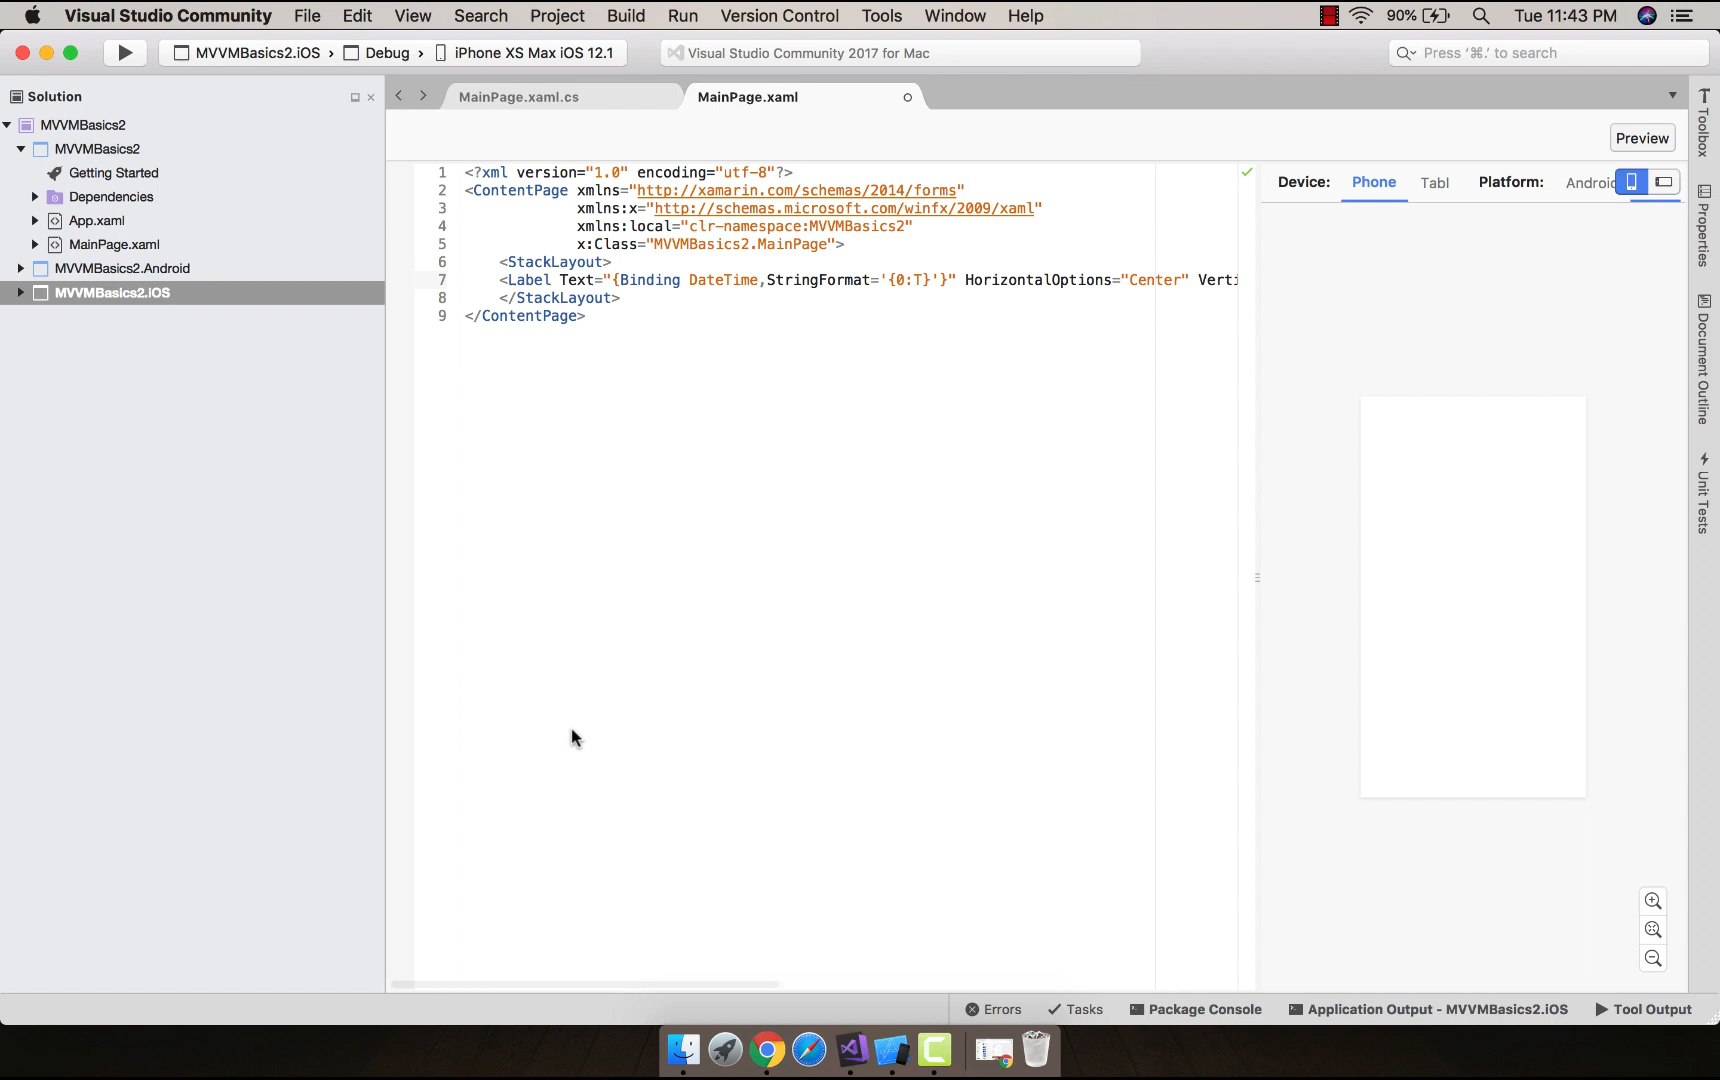 Visual Studio Community File Edit View Search Project Build Run Version Control Tools Window Help 90% Tue 11:43 PM
MVVMBasics2.iOS › Debug › iPhone XS Max iOS 12.1 Visual Studio Community 2017 for Mac Press ‘⌘.’ to search
Solution
MainPage.xaml.cs MainPage.xaml
MVVMBasics2
MVVMBasics2
Getting Started
Dependencies
App.xaml
MainPage.xaml
MVVMBasics2.Android
MVVMBasics2.iOS
Preview
1 <?xml version="1.0" encoding="utf-8"?>
2 <ContentPage xmlns="http://xamarin.com/schemas/2014/forms"
3 xmlns:x="http://schemas.microsoft.com/winfx/2009/xaml"
4 xmlns:local="clr-namespace:MVVMBasics2"
5 x:Class="MVVMBasics2.MainPage">
6 <StackLayout>
7 <Label Text="{Binding DateTime,StringFormat='{0:T}'}" HorizontalOptions="Center" Verti
8 </StackLayout>
9 </ContentPage>
Device: Phone Tabl Platform: Android
Toolbox
Properties
Document Outline
Unit Tests
Errors Tasks Package Console Application Output - MVVMBasics2.iOS Tool Output